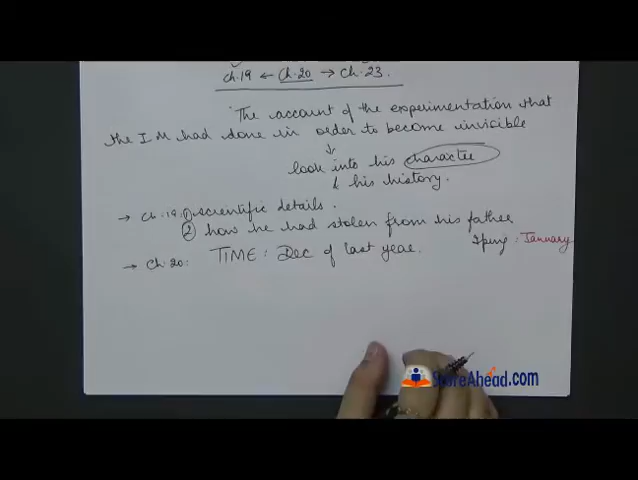 ch.19 ← Ch.20 → Ch.23.
The account of the experimentation that
the I M had done in order to become invisible
↓
look into his character
& his history.
→ Ch.19: ① scientific details.
② how he had stolen from his father
Iping: January
→ Ch.20: TIME: Dec of last year.
ScoreAhead.com